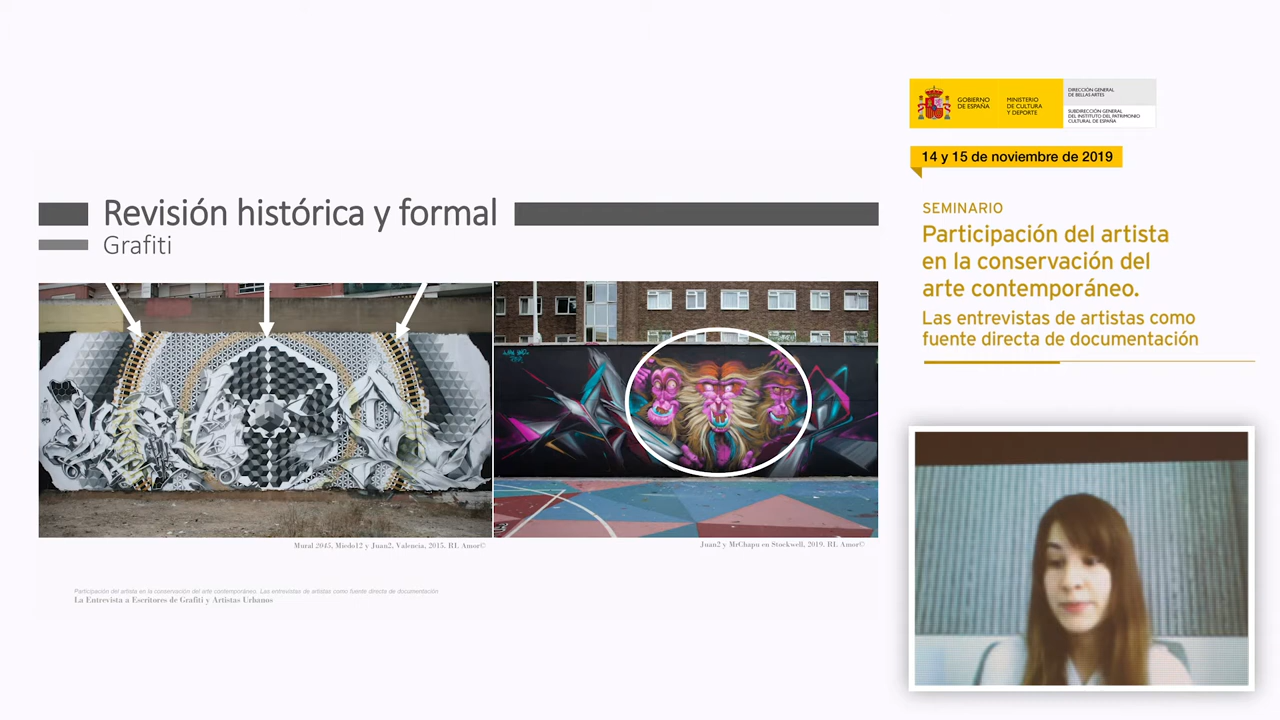 Revisión histórica y formal
Grafiti
Mural 2045, Mioolo12 y Juan2, Valencia, 2015. RL Amor©
Juan2 y MrChapu en Stockwell, 2019. RL Amor©
Participación del artista en la conservación del arte contemporáneo. Las entrevistas de artistas como fuente directa de documentación
La Entrevista a Escritores de Grafiti y Artistas Urbanos
GOBIERNO
DE ESPAÑA
MINISTERIO
DE CULTURA
Y DEPORTE
DIRECCIÓN GENERAL
DE BELLAS ARTES
SUBDIRECCIÓN GENERAL
DEL INSTITUTO DEL PATRIMONIO
CULTURAL DE ESPAÑA
14 y 15 de noviembre de 2019
SEMINARIO
Participación del artista
en la conservación del
arte contemporáneo.
Las entrevistas de artistas como
fuente directa de documentación